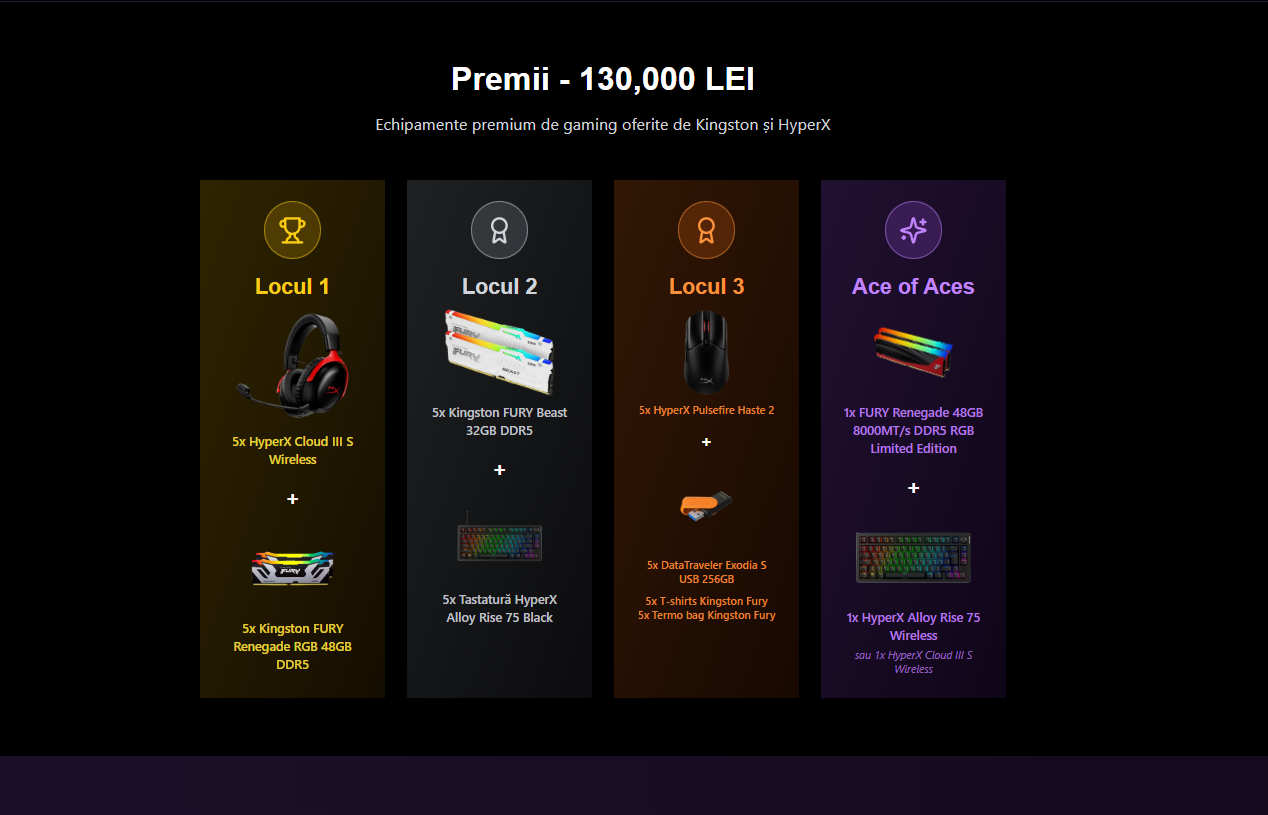 Premii - 130,000 LEI
Echipamente premium de gaming oferite de Kingston și HyperX
Locul 1
5x HyperX Cloud III S
Wireless
+
FURY
5x Kingston FURY
Renegade RGB 48GB
DDR5
Locul 2
FURY
FURY
BEAST
5x Kingston FURY Beast
32GB DDR5
+
5x Tastatură HyperX
Alloy Rise 75 Black
Locul 3
5x HyperX Pulsefire Haste 2
+
5x DataTraveler Exodia S
USB 256GB
5x T-shirts Kingston Fury
5x Termo bag Kingston Fury
Ace of Aces
1x FURY Renegade 48GB
8000MT/s DDR5 RGB
Limited Edition
+
1x HyperX Alloy Rise 75
Wireless
sau 1x HyperX Cloud III S
Wireless